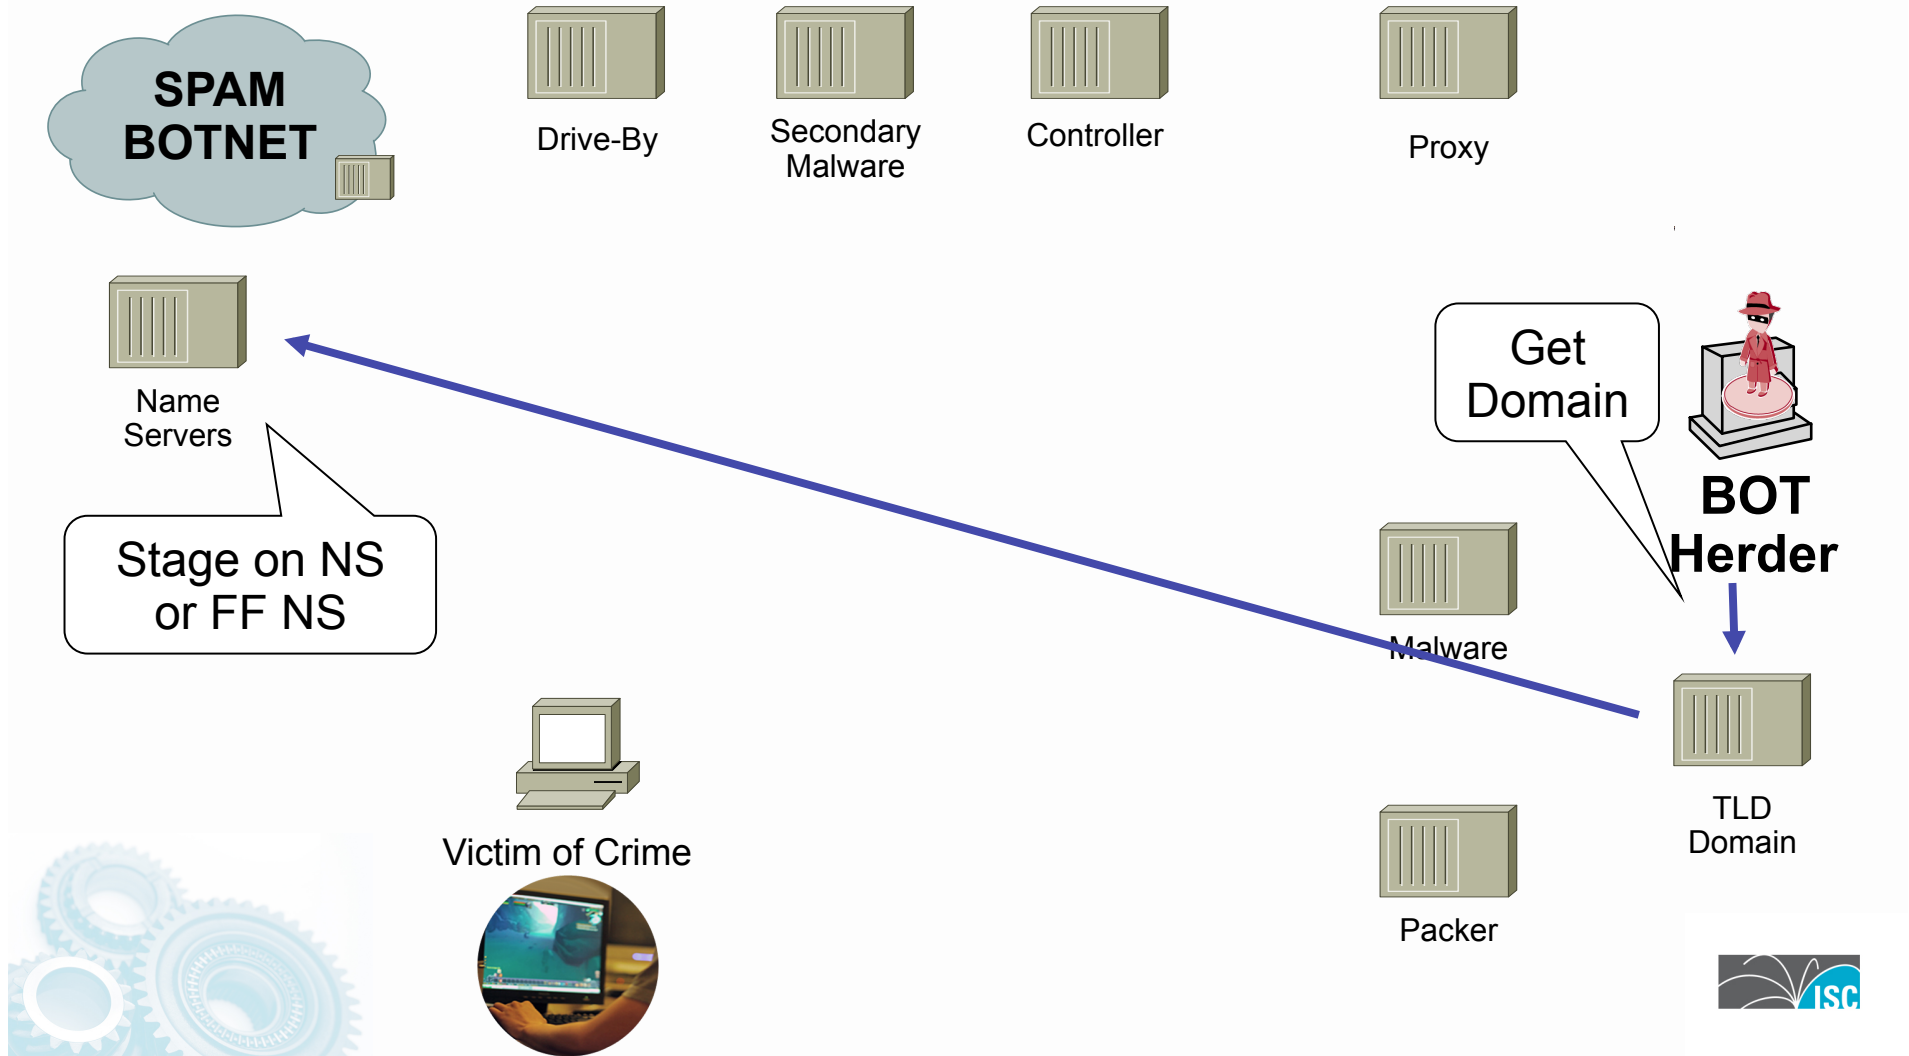 SPAM
BOTNET
Drive-By
Secondary
Malware
Controller
Proxy
Name
Servers
Get
Domain
BOT
Herder
Stage on NS
or FF NS
Malware
Victim of Crime
TLD
Domain
Packer
ISC